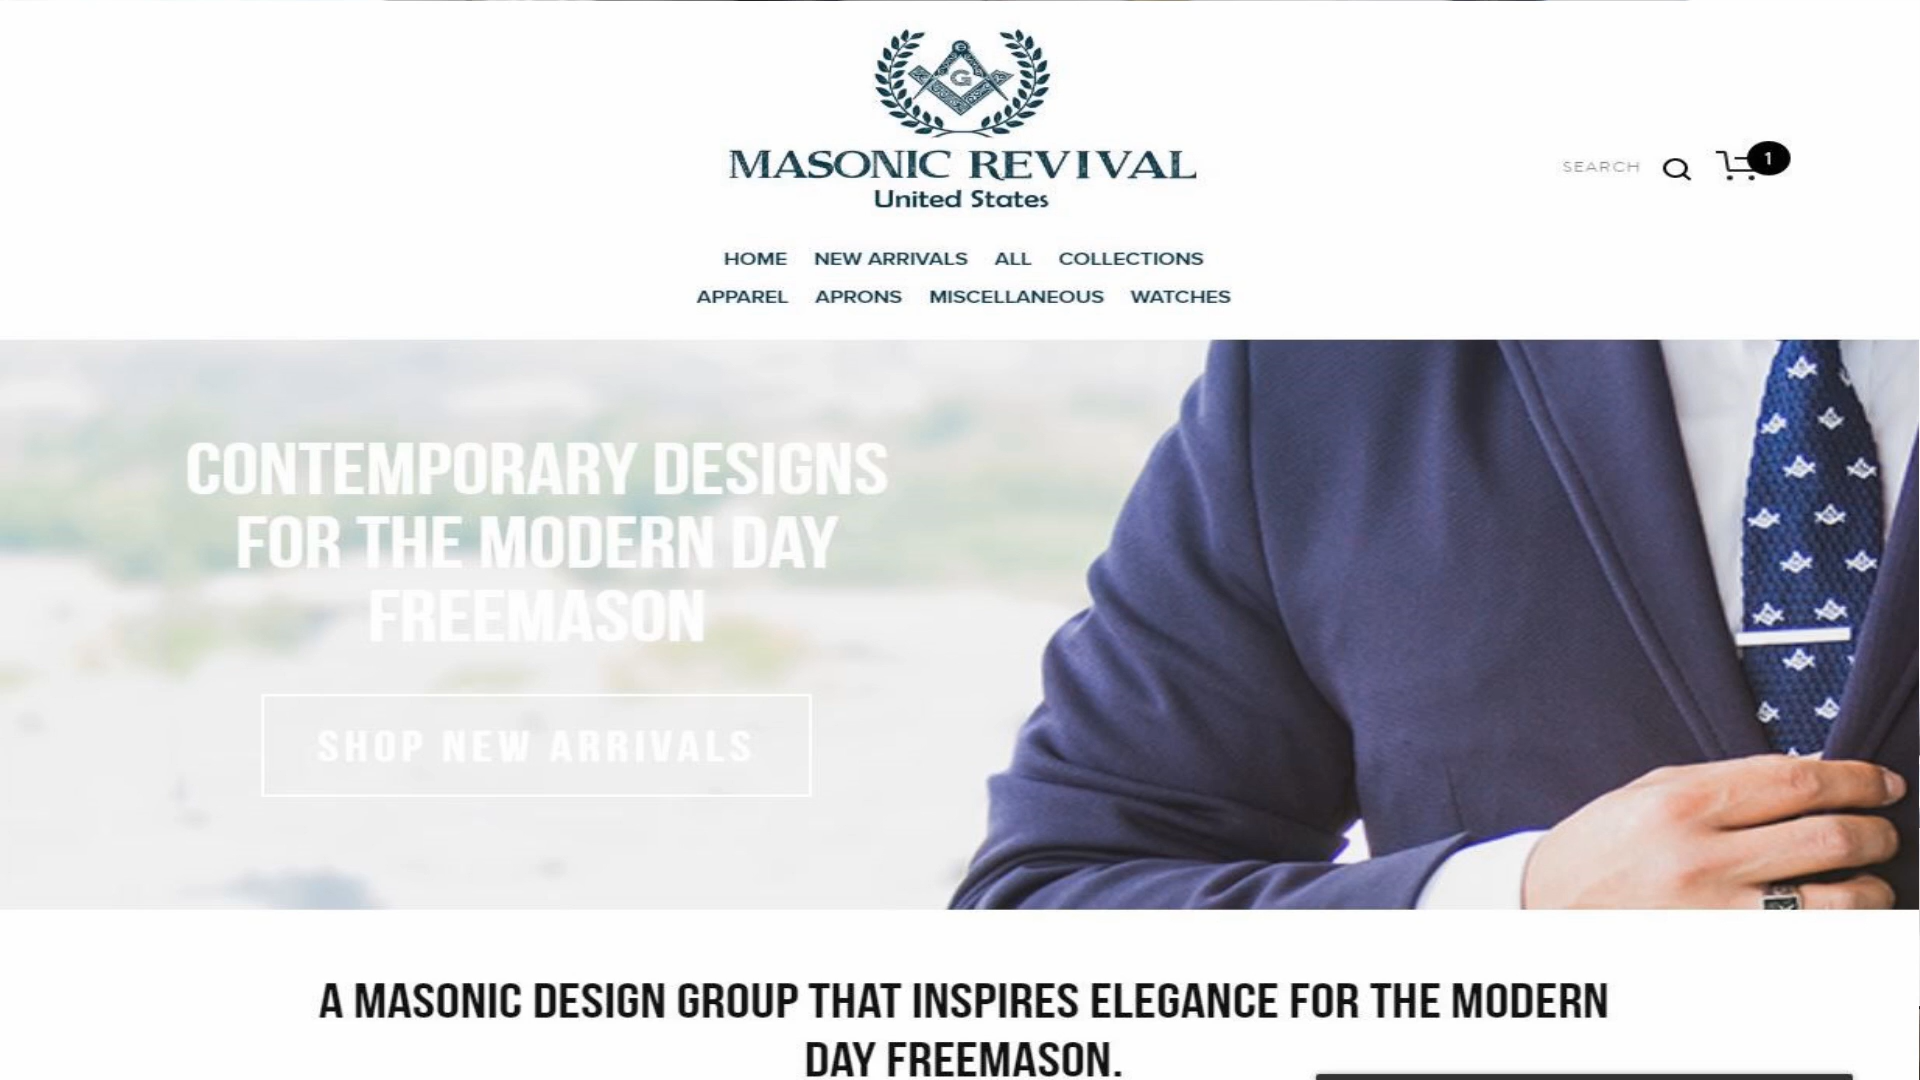 G
MASONIC REVIVAL
United States
SEARCH
1
HOME NEW ARRIVALS ALL COLLECTIONS
APPAREL APRONS MISCELLANEOUS WATCHES
CONTEMPORARY DESIGNS
FOR THE MODERN DAY
FREEMASON
SHOP NEW ARRIVALS
A MASONIC DESIGN GROUP THAT INSPIRES ELEGANCE FOR THE MODERN
DAY FREEMASON.